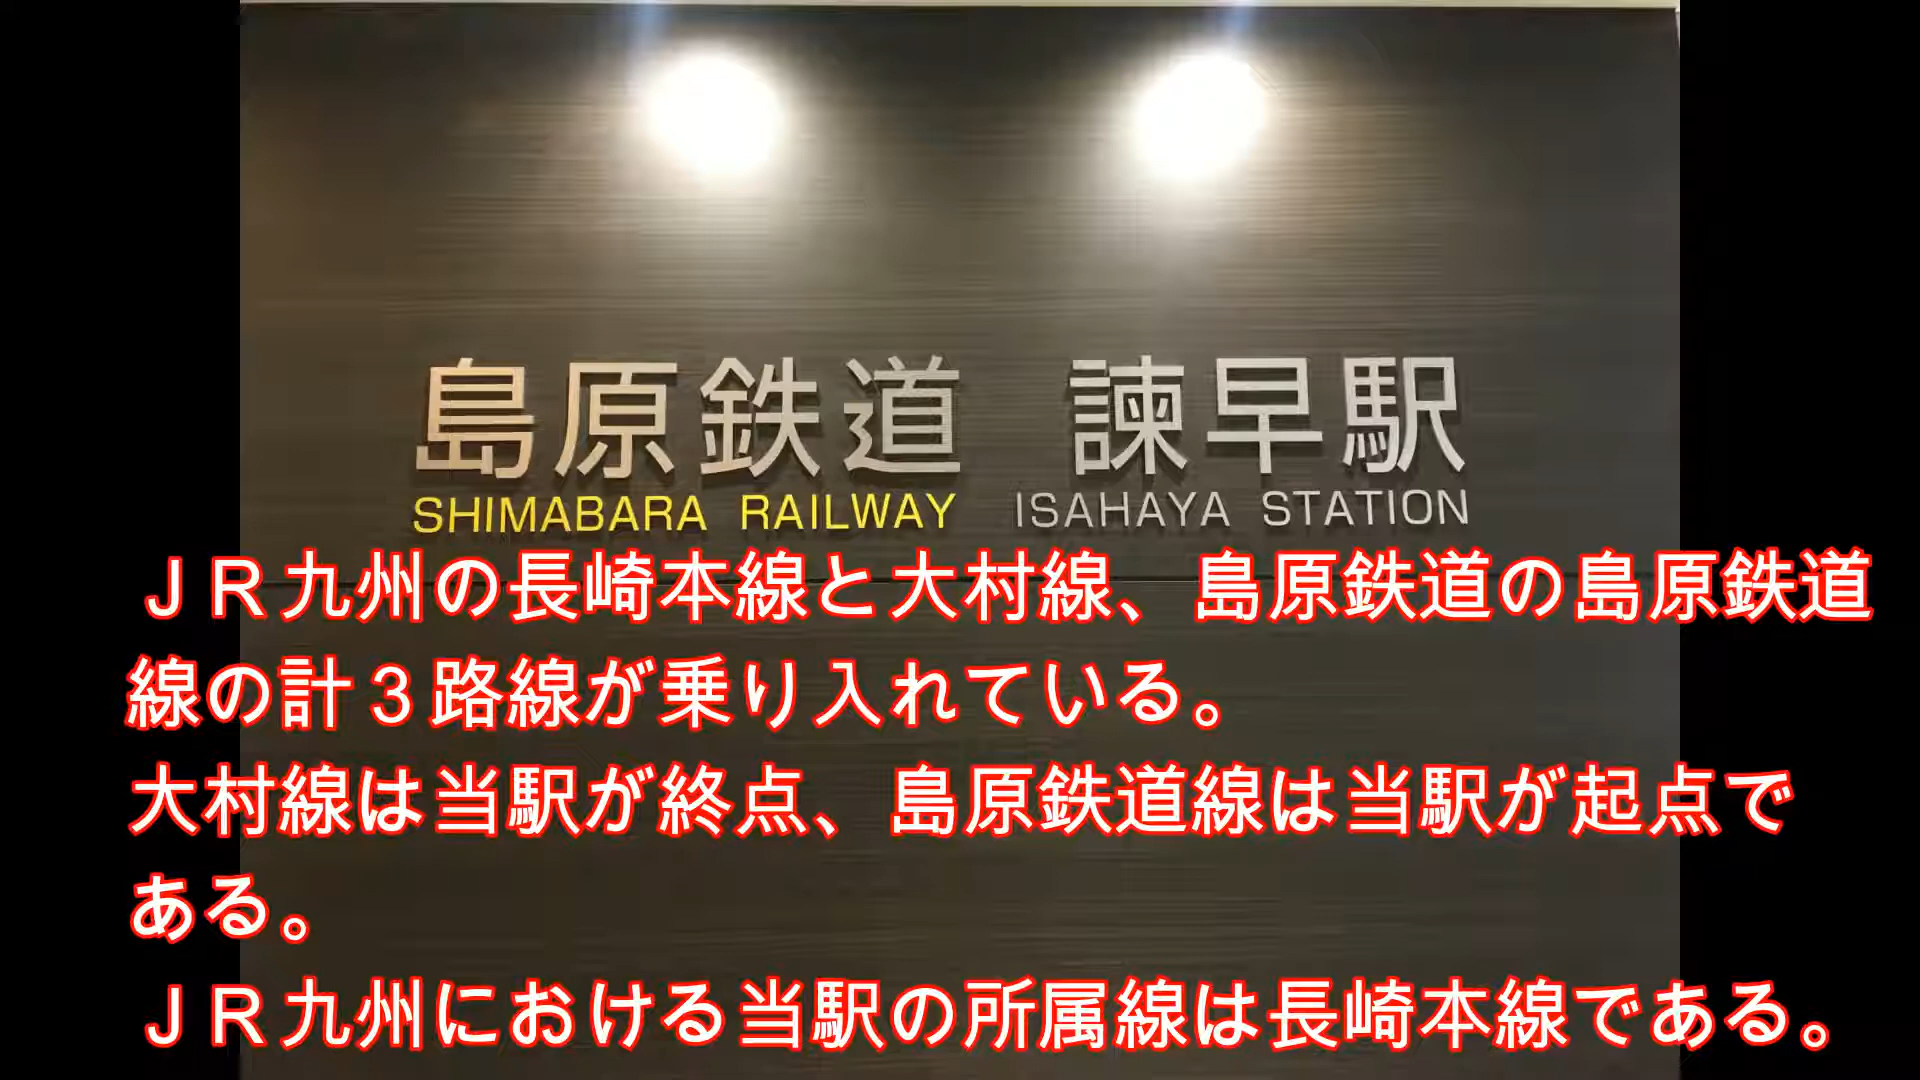 島原鉄道 諫早駅
SHIMABARA RAILWAY ISAHAYA STATION
ＪＲ九州の長崎本線と大村線、島原鉄道の島原鉄道
線の計３路線が乗り入れている。
大村線は当駅が終点、島原鉄道線は当駅が起点で
ある。
ＪＲ九州における当駅の所属線は長崎本線である。